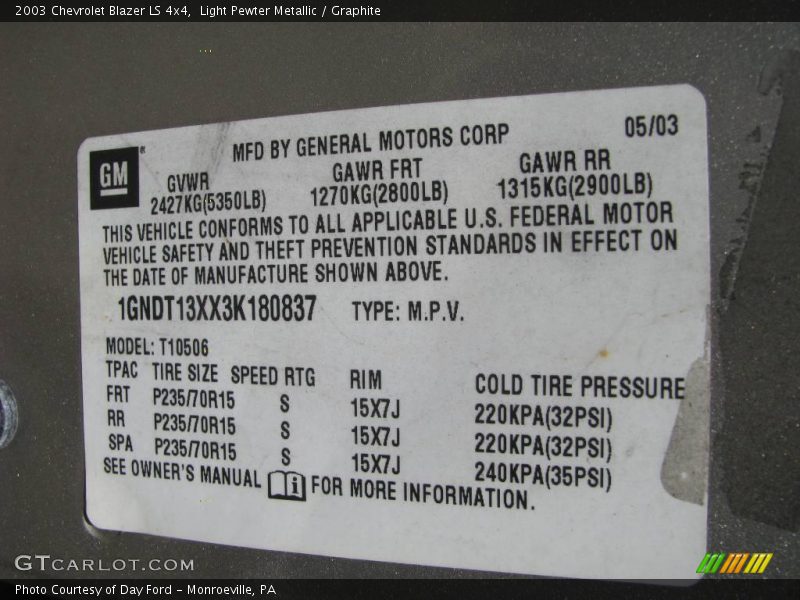 2003 Chevrolet Blazer LS 4x4,  Light Pewter Metallic / Graphite
GM
MFD BY GENERAL MOTORS CORP
05/03
GVWR GAWR FRT GAWR RR
2427KG(5350LB) 1270KG(2800LB) 1315KG(2900LB)
THIS VEHICLE CONFORMS TO ALL APPLICABLE U.S. FEDERAL MOTOR
VEHICLE SAFETY AND THEFT PREVENTION STANDARDS IN EFFECT ON
THE DATE OF MANUFACTURE SHOWN ABOVE.
1GNDT13XX3K180837 TYPE: M.P.V.
MODEL: T10506
TPAC TIRE SIZE SPEED RTG RIM COLD TIRE PRESSURE
FRT P235/70R15 S 15X7J 220KPA(32PSI)
RR P235/70R15 S 15X7J 220KPA(32PSI)
SPA P235/70R15 S 15X7J 240KPA(35PSI)
SEE OWNER'S MANUAL i FOR MORE INFORMATION.
GTCARLOT.COM
Photo Courtesy of Day Ford – Monroeville, PA